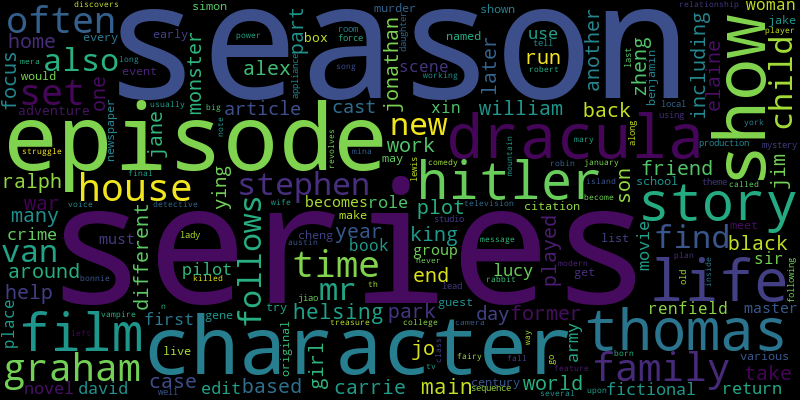 discovers
simon
murder
shown
relationship
woman
often
season
show
every
early
named
use
another
jake
player
home
power
room
force
tell
last
would
box
later
including
child
focus
mera
long
robert
daughter
also
event
song
working
run
zheng
benjamin
elaine
monster
part
alex
scene
appliance
jonathan
set
one
usually
big
article
cast
xin
william
back
local
using
jim
adventure
newspaper
jane
note
new
dracula
mary
york
episode
struggle
revolves
work
along
production
mystery
final
mina
lewis
comedy
mountain
robin
january
theme
called
ralph
house
ying
stephen
may
hitler
son
friend
school
island
meet
war
voice
detective
wife
becomes
role
plot
television
become
story
many
different
lady
make
citation
series
crime
follows
austin
cheng
year
king
studio
message
list
movie
find
black
van
must
book
group
played
sir
around
pilot
time
never
modern
get
plan
old
inside
life
following
bonnie
killed
mr
th
end
lucy
lead
rabbit
help
vampire
n
jiao
helsing
park
guest
day
former
renfield
master
place
first
gene
try
treasure
college
camera
way
army
born
various
film
left
original
girl
character
jo
tv
class
fairy
fall
go
feature
thomas
graham
live
case
family
take
novel
david
well
edit
based
carrie
main
sequence
century
world
several
upon
fictional
return